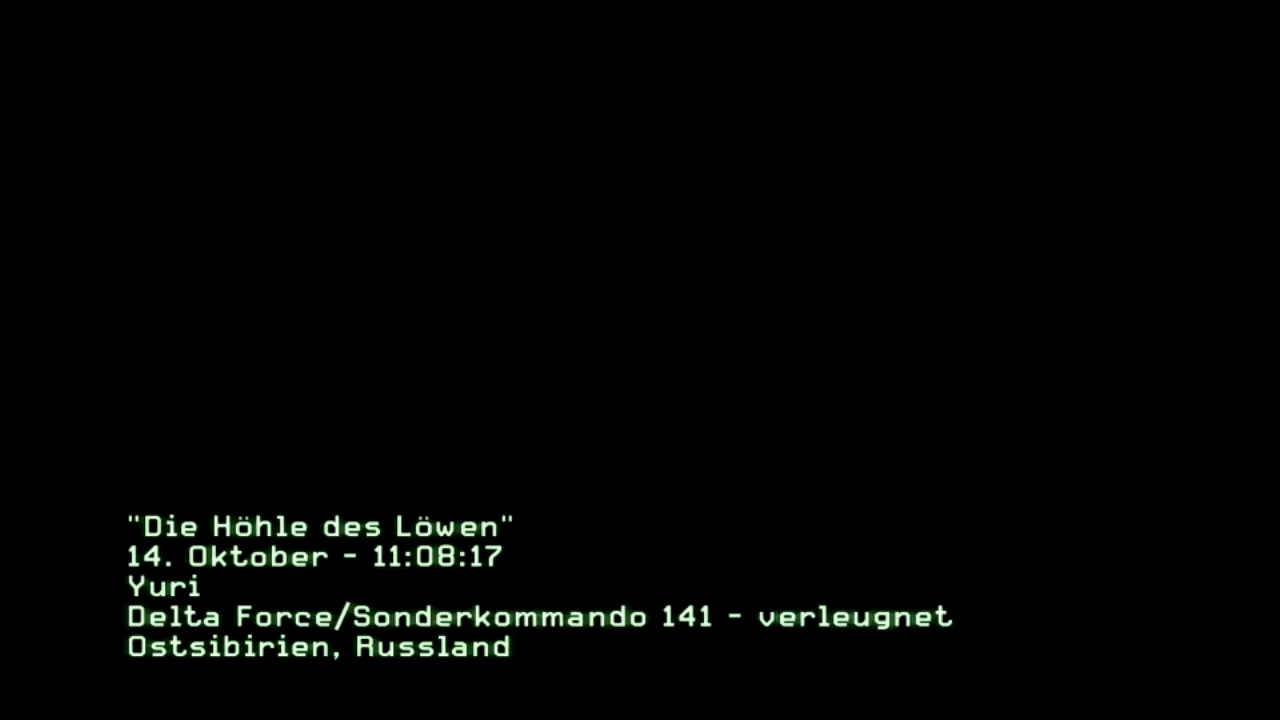 "Die Höhle des Löwen"
14. Oktober - 11:08:17
Yuri
Delta Force/Sonderkommando 141 - verleugnet
Ostsibirien, Russland